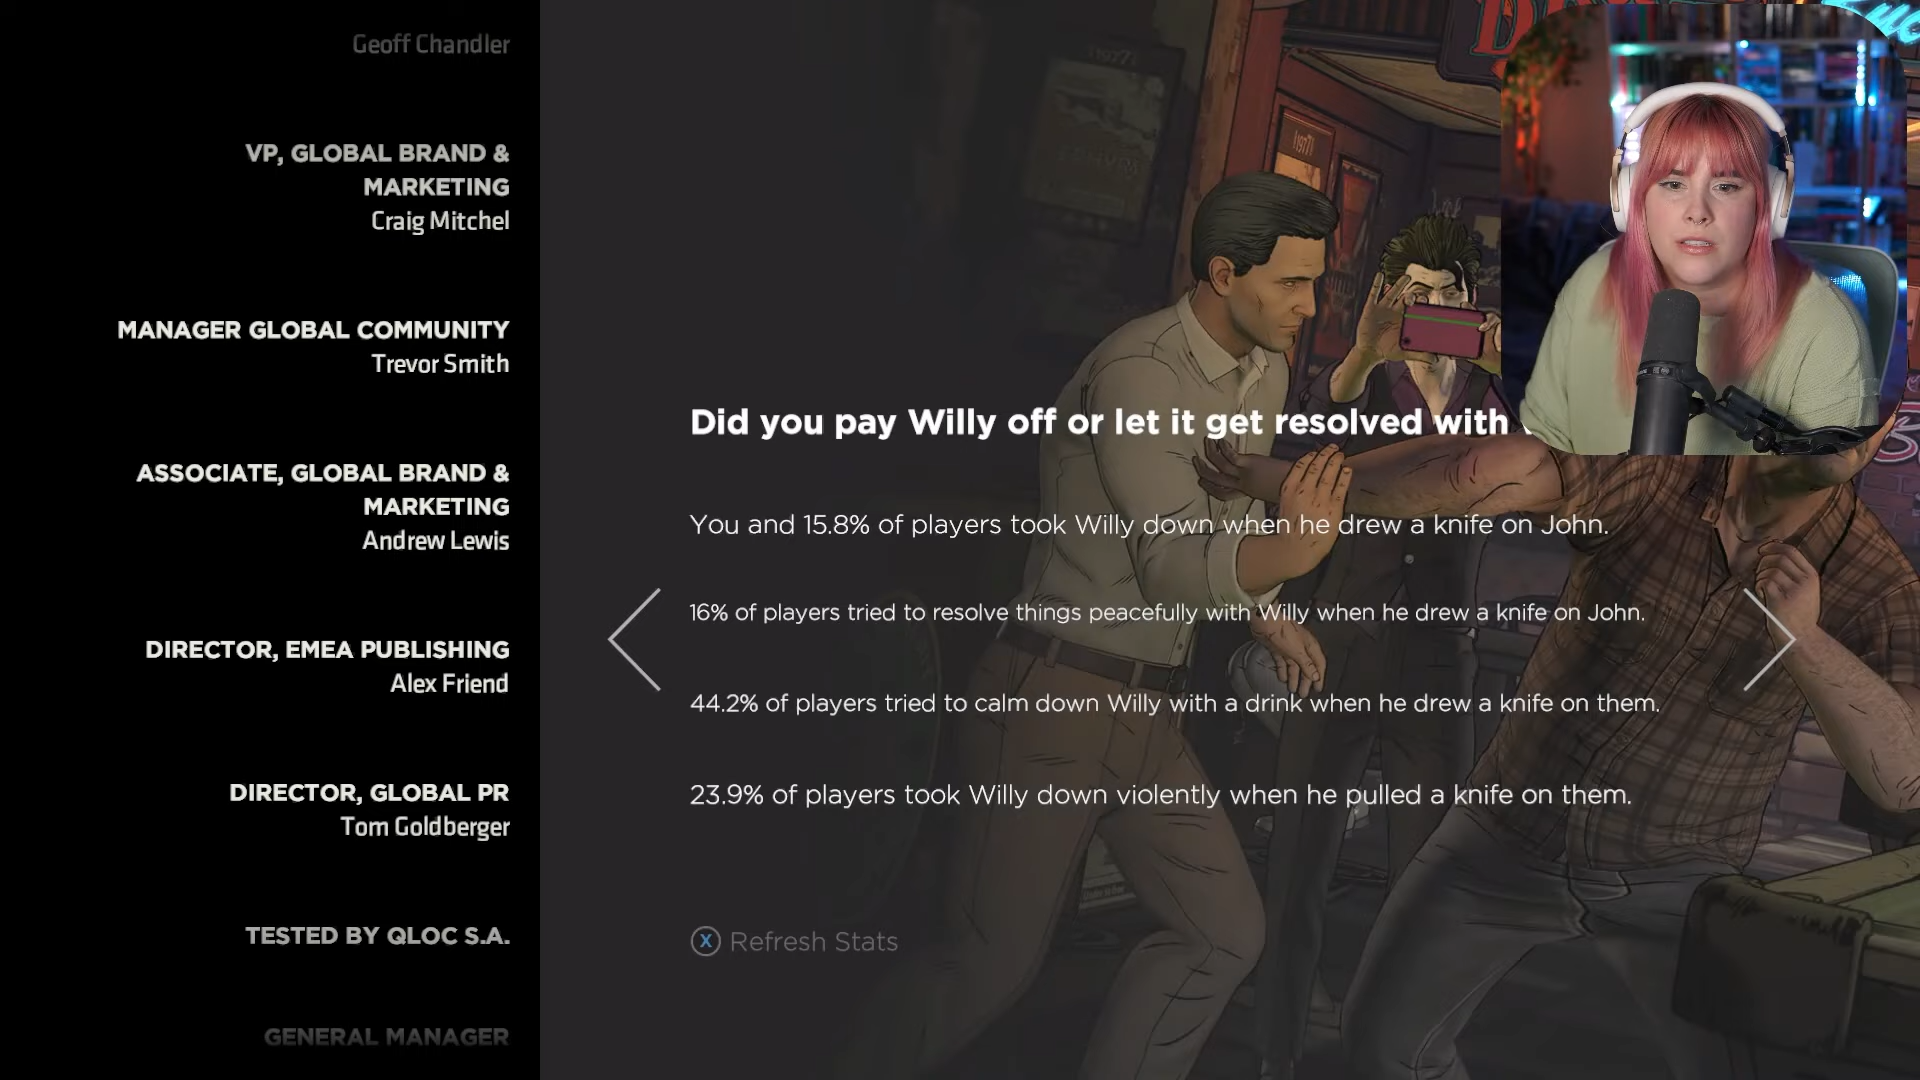 Geoff Chandler
VP, GLOBAL BRAND &
MARKETING
Craig Mitchel
MANAGER GLOBAL COMMUNITY
Trevor Smith
ASSOCIATE, GLOBAL BRAND &
MARKETING
Andrew Lewis
DIRECTOR, EMEA PUBLISHING
Alex Friend
DIRECTOR, GLOBAL PR
Tom Goldberger
TESTED BY QLOC S.A.
GENERAL MANAGER
Did you pay Willy off or let it get resolved with
You and 15.8% of players took Willy down when he drew a knife on John.
16% of players tried to resolve things peacefully with Willy when he drew a knife on John.
44.2% of players tried to calm down Willy with a drink when he drew a knife on them.
23.9% of players took Willy down violently when he pulled a knife on them.
X Refresh Stats